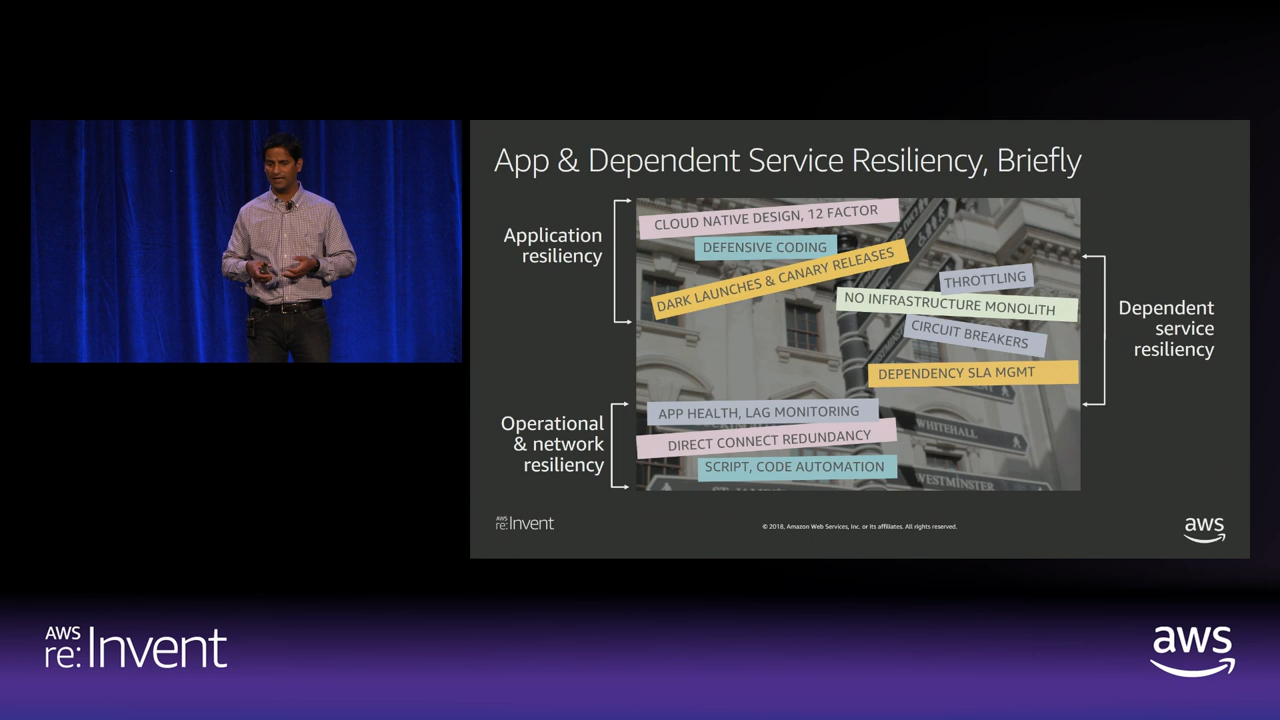 App & Dependent Service Resiliency, Briefly
Application
resiliency
CLOUD NATIVE DESIGN, 12 FACTOR
DEFENSIVE CODING
DARK LAUNCHES & CANARY RELEASES
THROTTLING
NO INFRASTRUCTURE MONOLITH
CIRCUIT BREAKERS
DEPENDENCY SLA MGMT
Dependent
service
resiliency
Operational
& network
resiliency
APP HEALTH, LAG MONITORING
DIRECT CONNECT REDUNDANCY
SCRIPT, CODE AUTOMATION
WHITEHALL
WESTMINSTER
AWS
re:Invent
© 2018, Amazon Web Services, Inc. or its affiliates. All rights reserved.
aws
AWS
re:Invent
aws